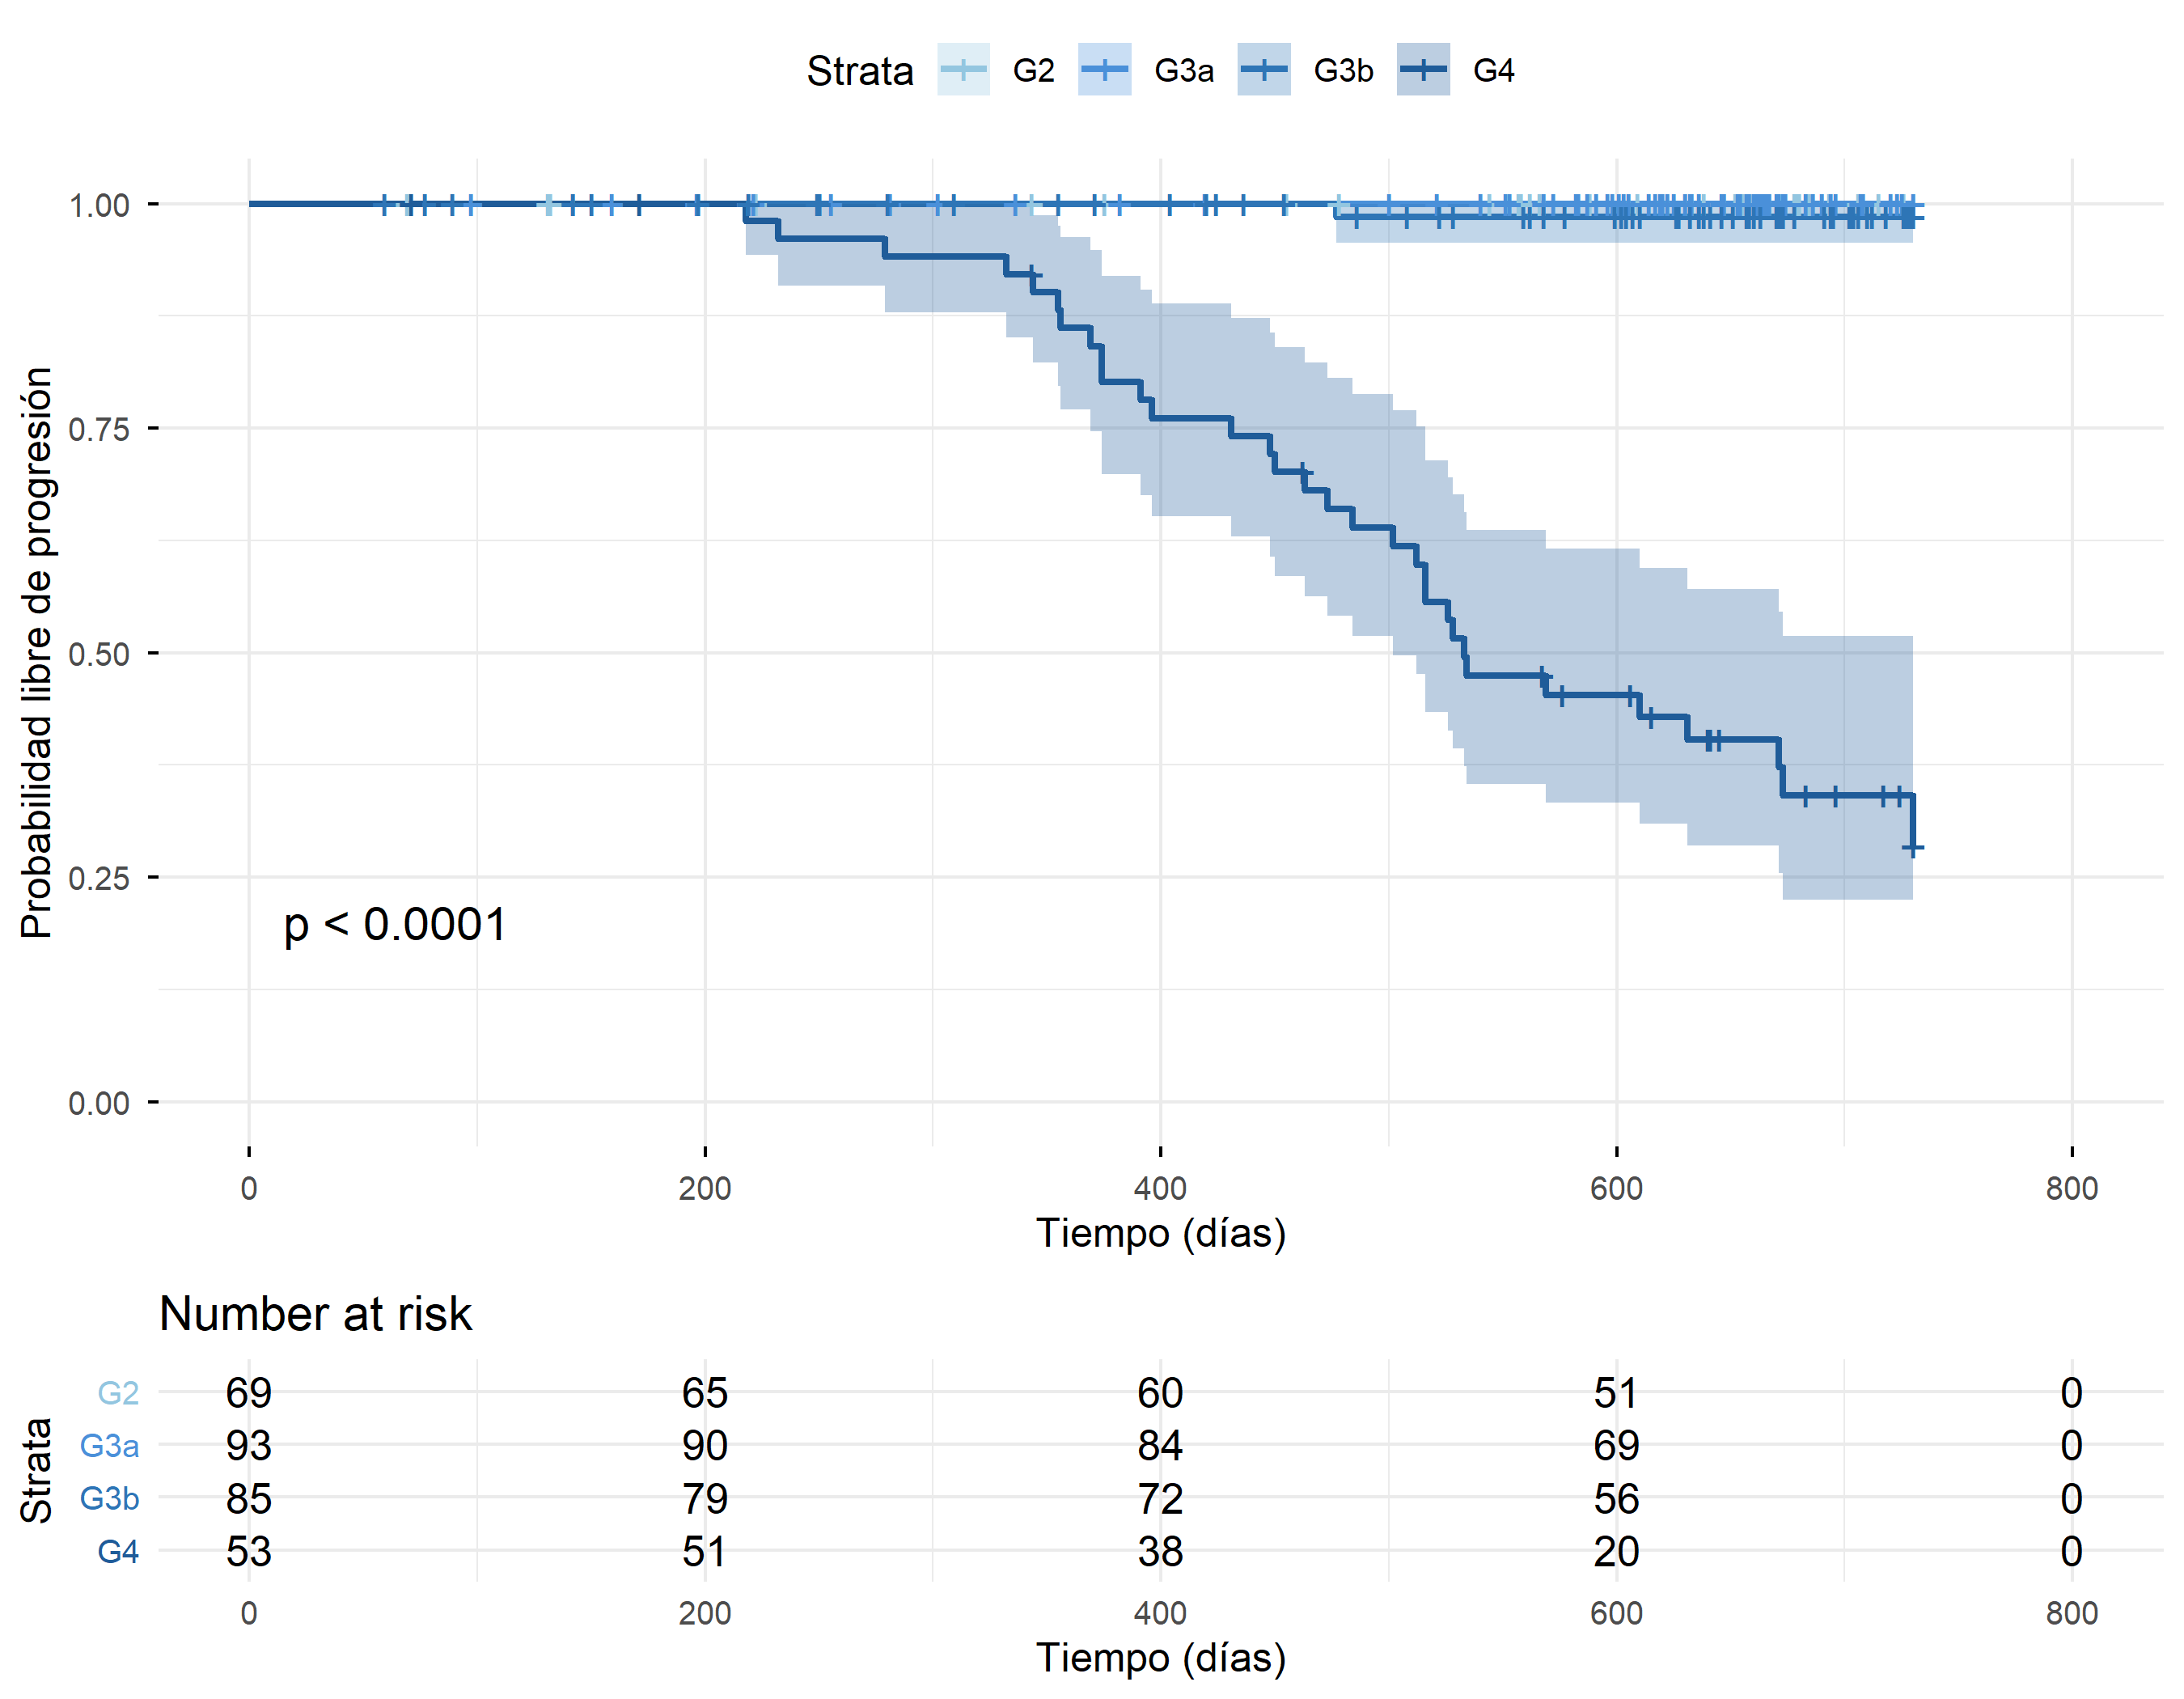 Strata G2 G3a G3b G4
Probabilidad libre de progresión
1.00
0.75
0.50
0.25
0.00
p < 0.0001
0 200 400 600 800
Tiempo (días)
Number at risk
Strata
G2 69 65 60 51 0
G3a 93 90 84 69 0
G3b 85 79 72 56 0
G4 53 51 38 20 0
0 200 400 600 800
Tiempo (días)